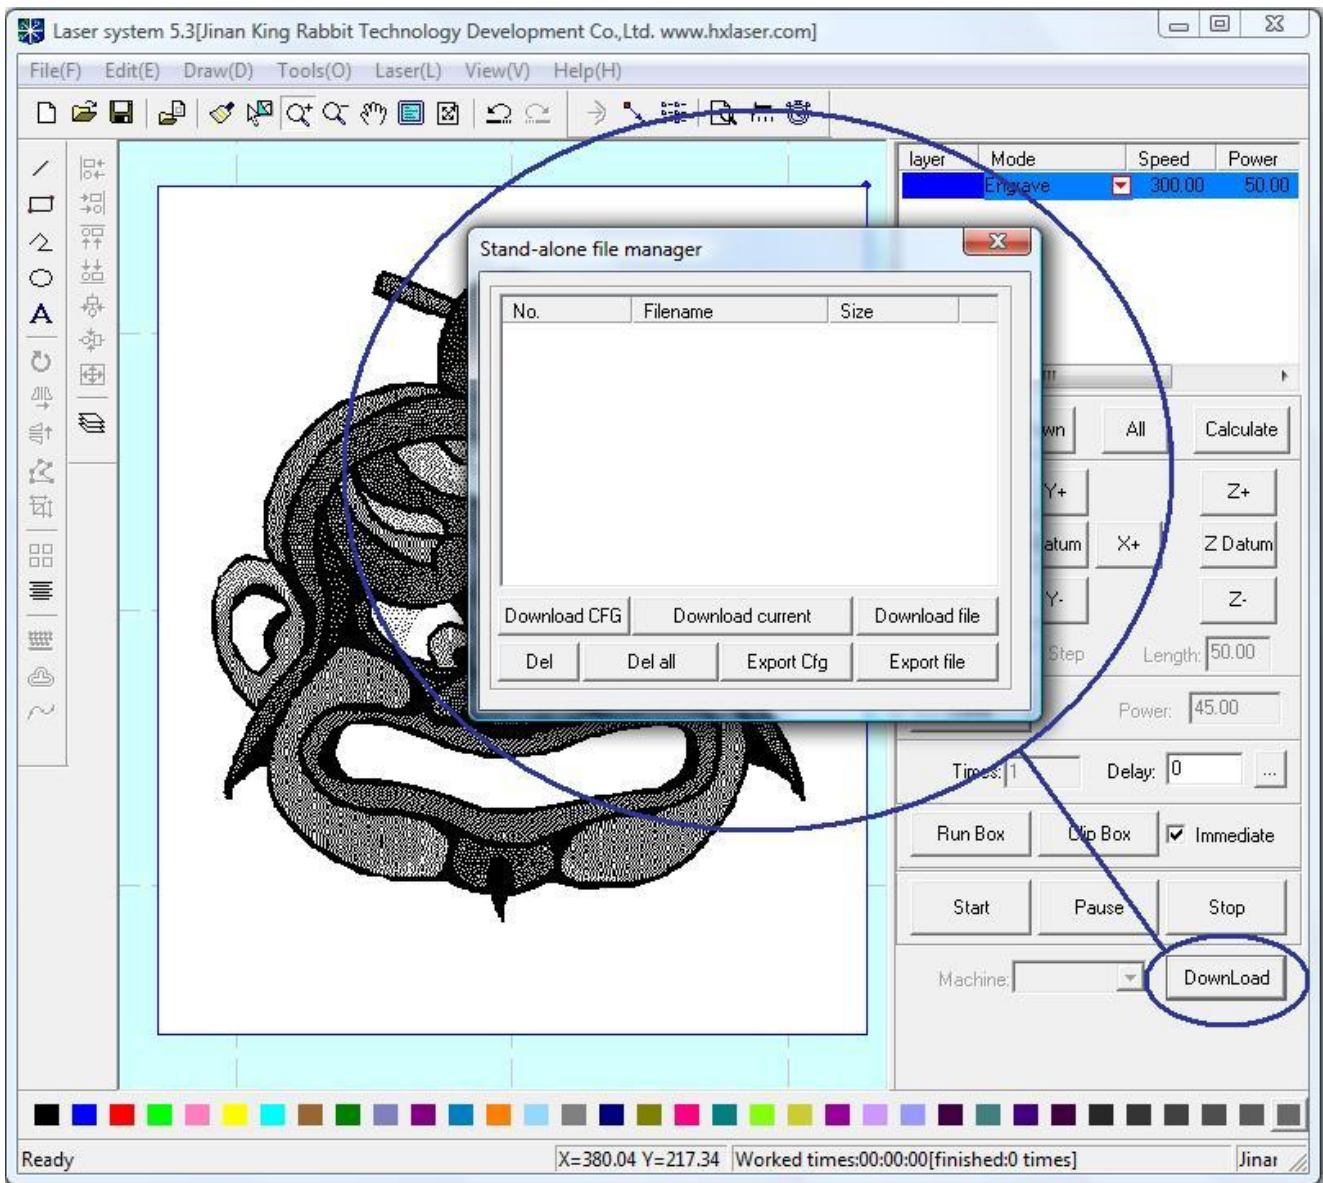 Laser system 5.3[Jinan King Rabbit Technology Development Co.,Ltd. www.hxlaser.com]
File(F) Edit(E) Draw(D) Tools(O) Laser(L) View(V) Help(H)
layer Mode Speed Power
Engrave 300.00 50.00
Stand-alone file manager
No. Filename Size
Download CFG Download current Download file
Del Del all Export Cfg Export file
wn All Calculate
Y+ Z+
atum X+ Z Datum
Y- Z-
Step Length: 50.00
Power: 45.00
Times: 1 Delay: 0 ...
Run Box Clip Box Immediate
Start Pause Stop
Machine: DownLoad
A
Ready X=380.04 Y=217.34 Worked times:00:00:00[finished:0 times] Jinar